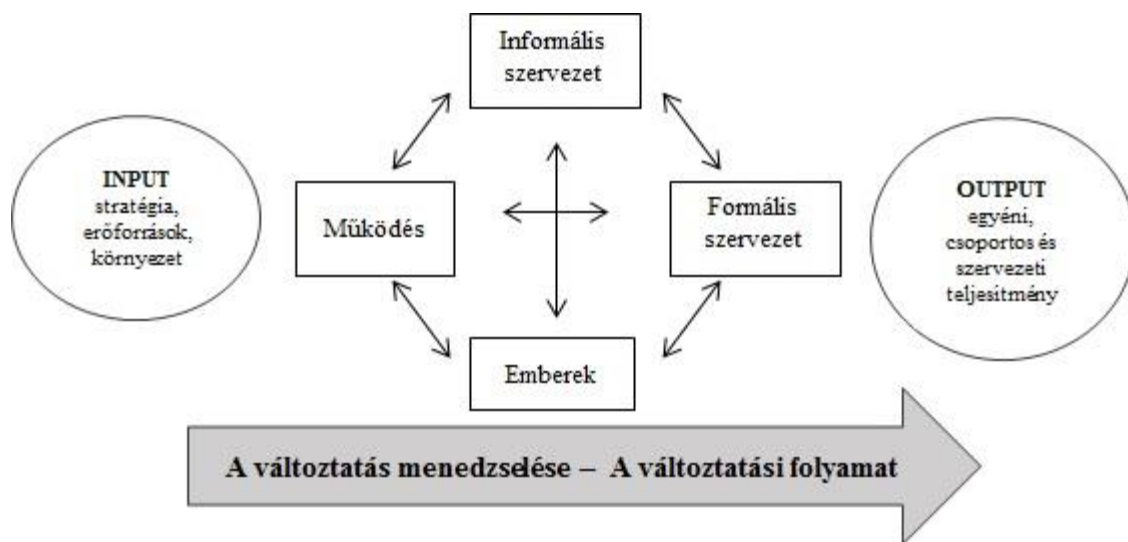 Informális
szervezet
INPUT
stratégia,
erőforrások,
környezet
Működés
Formális
szervezet
OUTPUT
egyéni,
csoportos és
szervezeti
teljesítmény
Emberek
A változtatás menedzselése – A változtatási folyamat